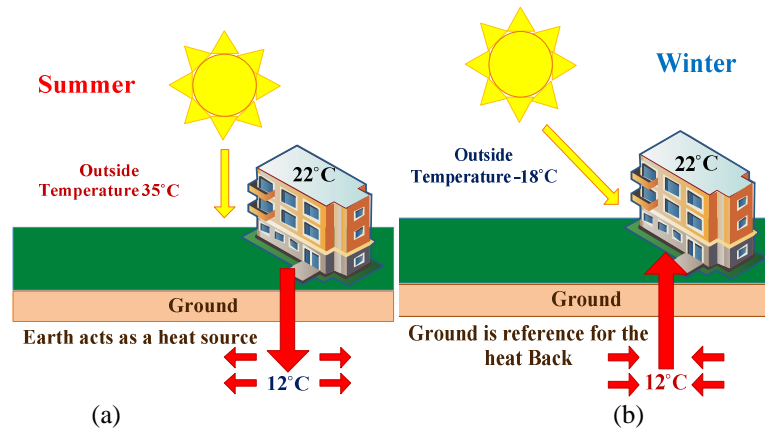 Summer
Outside
Temperature 35°C
22°C
Ground
Earth acts as a heat source
12°C
(a)
Winter
Outside
Temperature -18°C
22°C
Ground
Ground is reference for the
heat Back
12°C
(b)